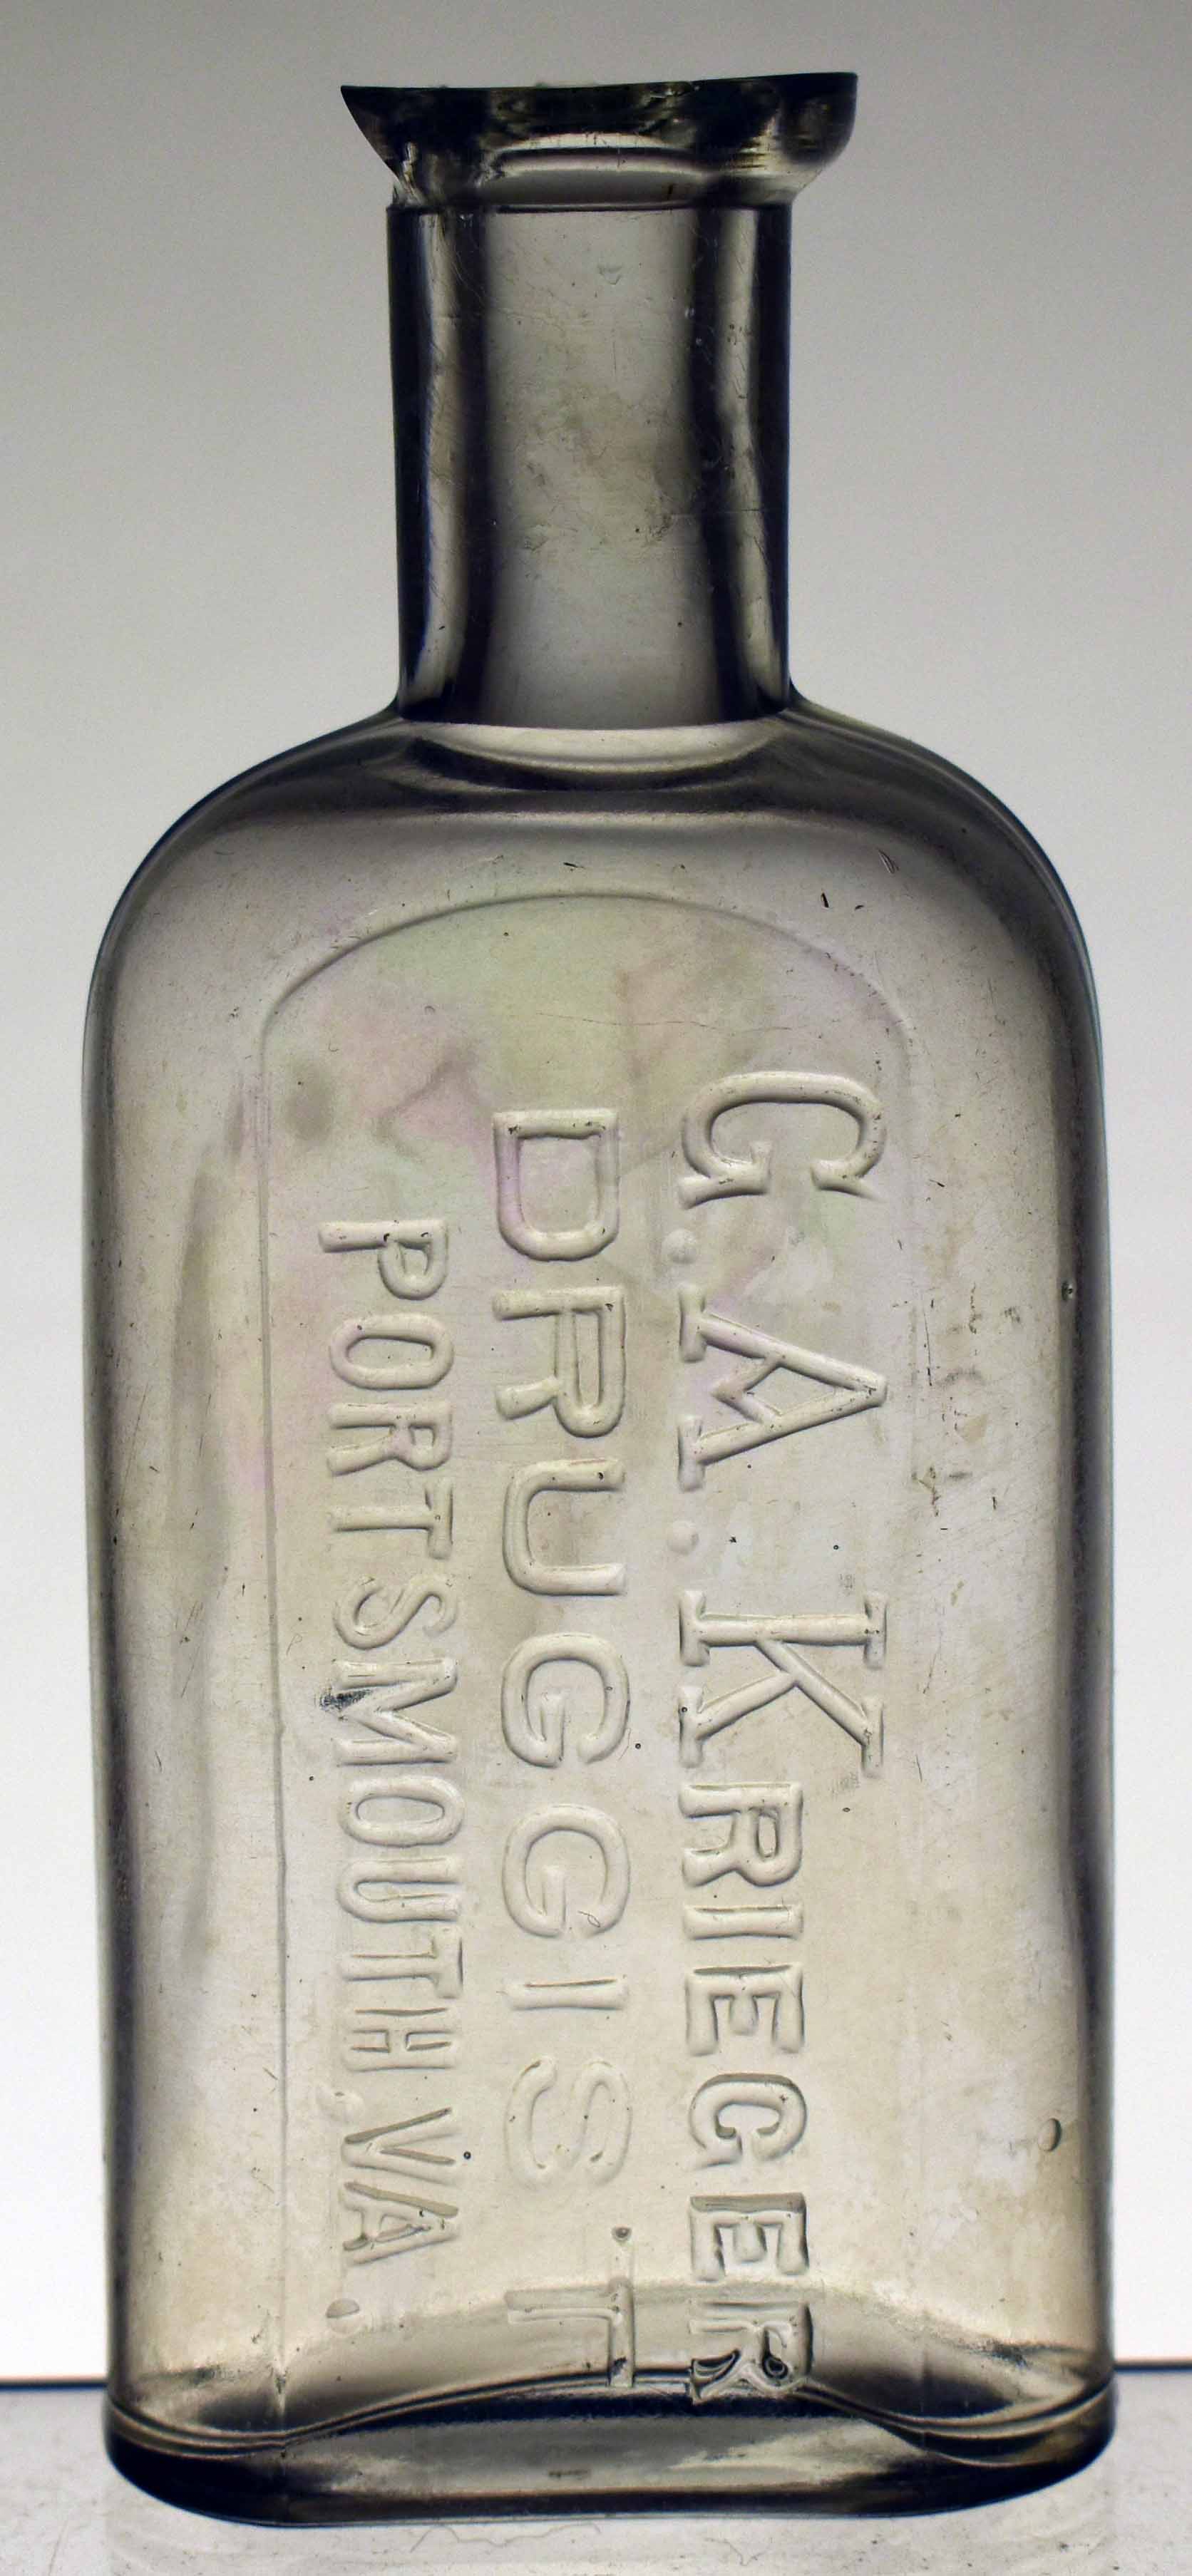 G. A. KRIEGER
DRUGGIST
PORTSMOUTH, VA.